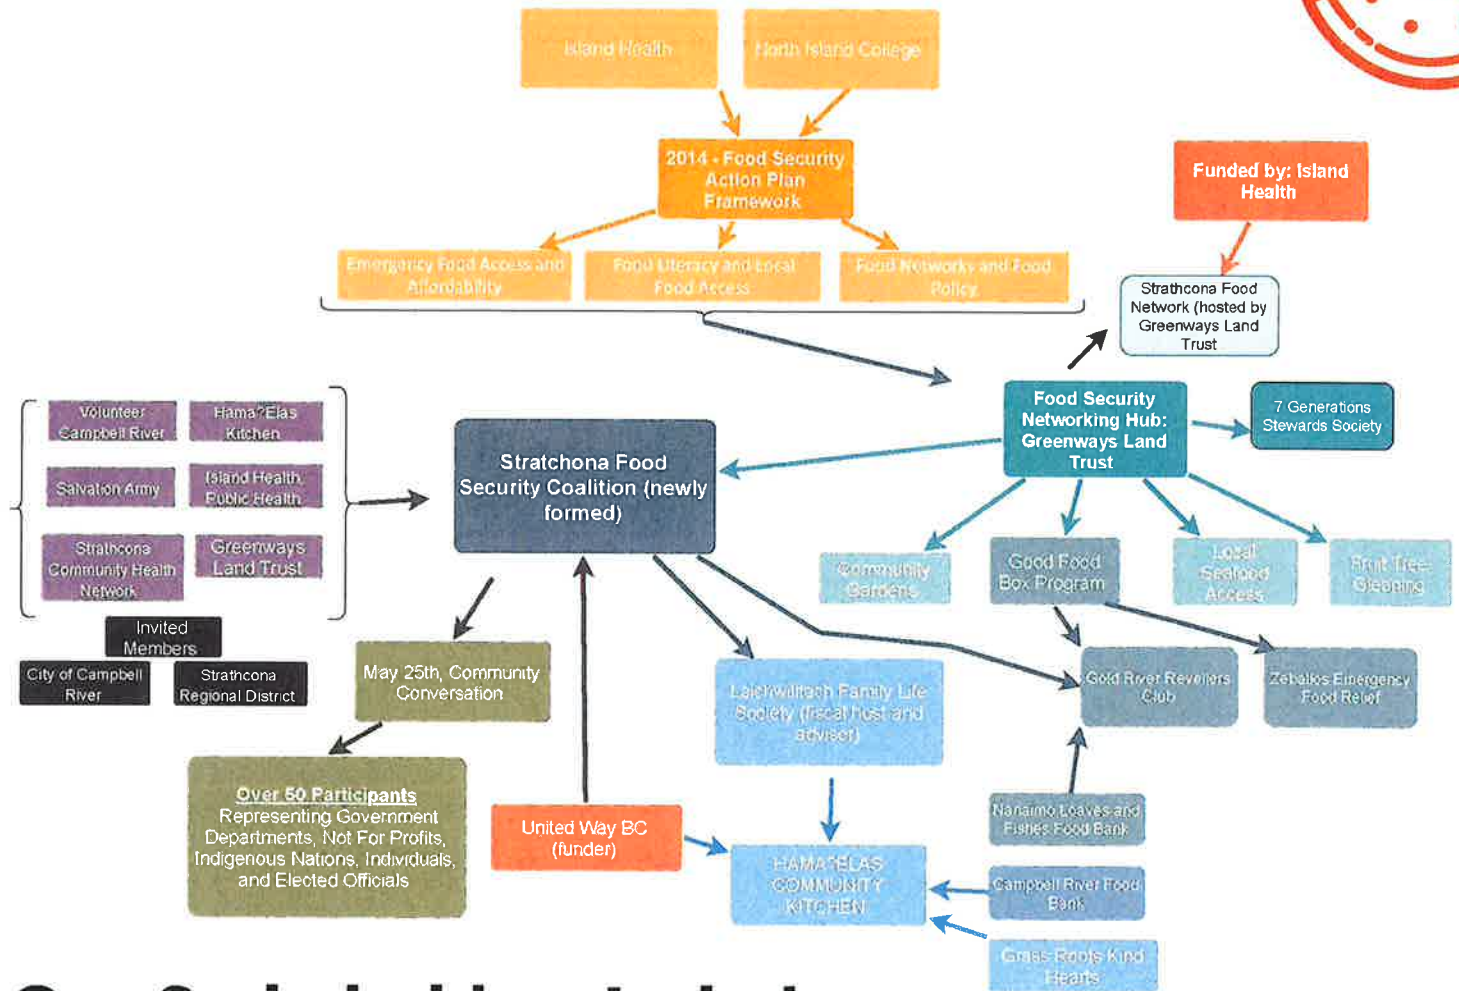 Island Health
North Island College
2014 - Food Security
Action Plan
Framework
Funded by: Island
Health
Emergency Food Access and
Affordability
Food Literacy and Local
Food Access
Food Networks and Food
Policy
Strathcona Food
Network (hosted by
Greenways Land
Trust
Food Security
Networking Hub:
Greenways Land
Trust
7 Generations
Stewards Society
Volunteer
Campbell River
Hama?Elas
Kitchen
Salvation Army
Island Health,
Public Health
Strathcona
Community Health
Network
Greenways
Land Trust
Invited
Members
City of Campbell
River
Strathcona
Regional District
Stratchona Food
Security Coalition (newly
formed)
Community
Gardens
Good Food
Box Program
Local
Seafood
Access
Fruit Tree
Gleaning
May 25th, Community
Conversation
Laichwiltach Family Life
Society (fiscal host and
adviser)
Gold River Revellers
Club
Zeballos Emergency
Food Relief
Over 50 Participants
Representing Government
Departments, Not For Profits,
Indigenous Nations, Individuals,
and Elected Officials
United Way BC
(funder)
HAMA?ELAS
COMMUNITY
KITCHEN
Nanaimo Loaves and
Fishes Food Bank
Campbell River Food
Bank
Grass Roots Kind
Hearts